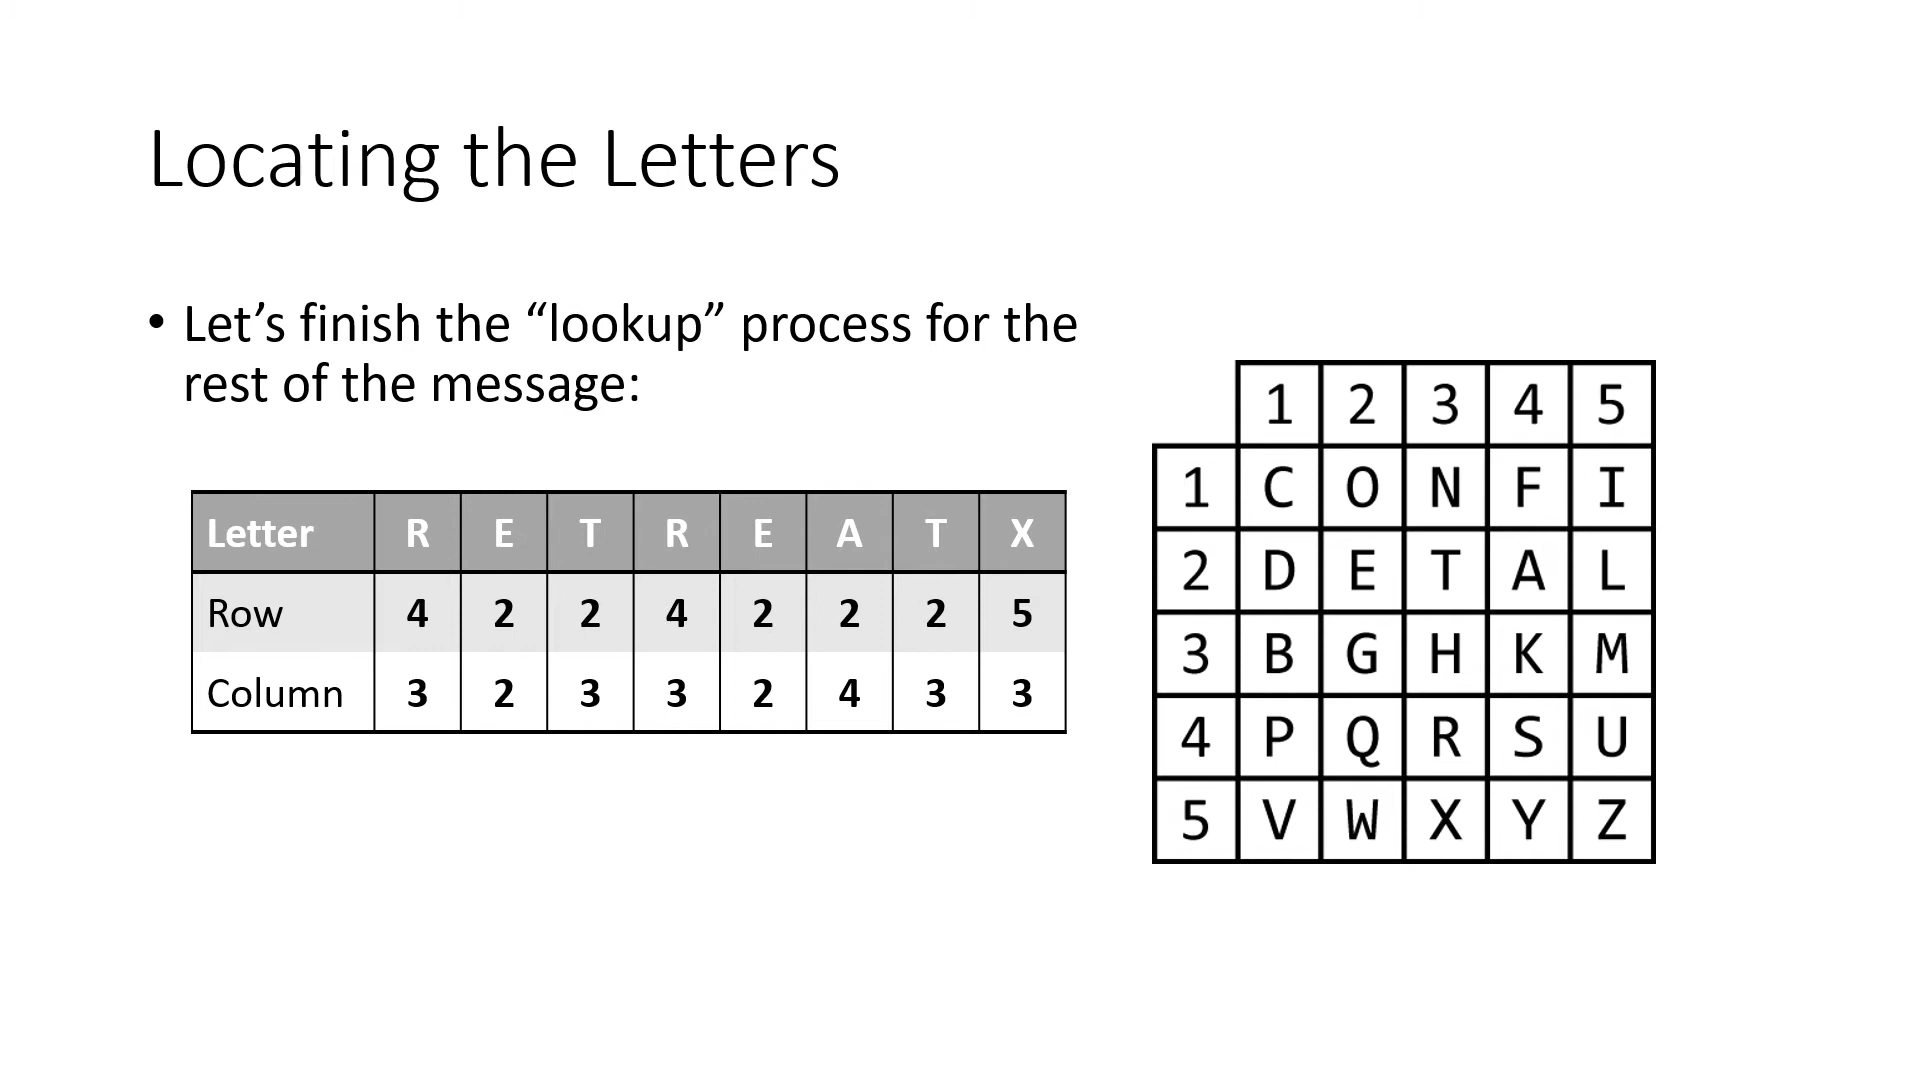 Locating the Letters
• Let’s finish the “lookup” process for the
rest of the message:
Letter R E T R E A T X
Row 4 2 2 4 2 2 2 5
Column 3 2 3 3 2 4 3 3
1 2 3 4 5
1 C O N F I
2 D E T A L
3 B G H K M
4 P Q R S U
5 V W X Y Z